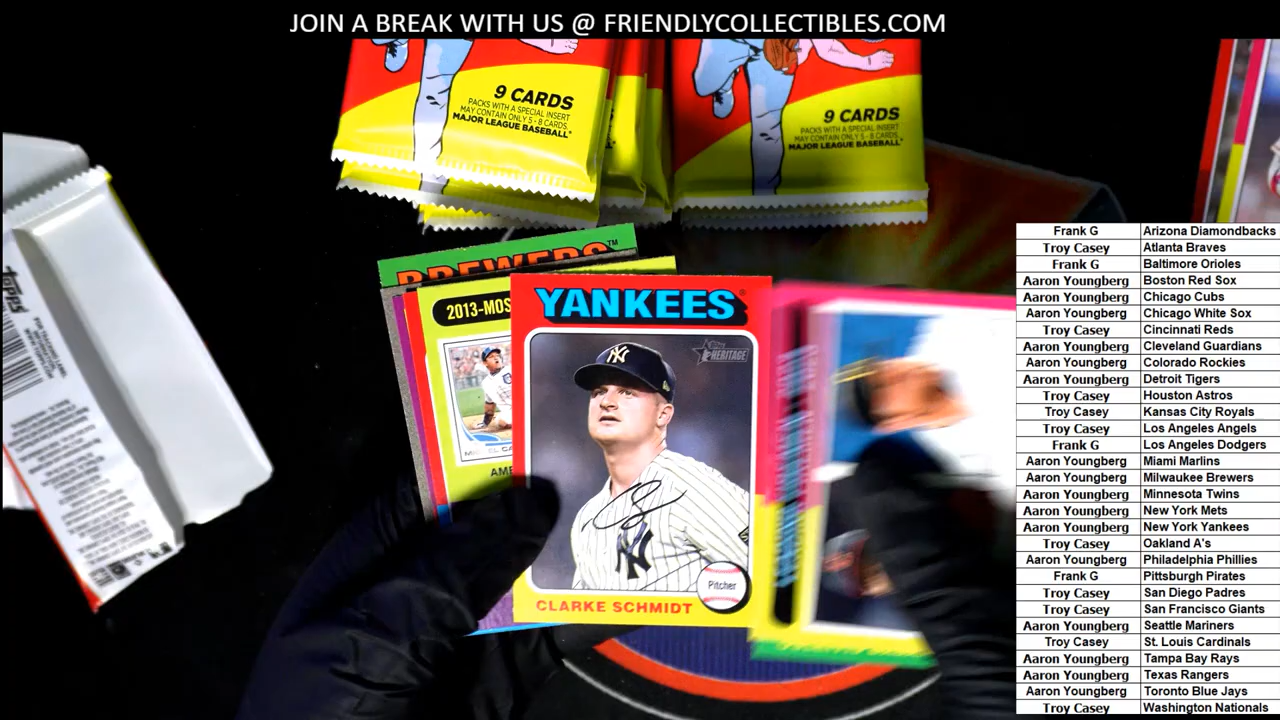 JOIN A BREAK WITH US @ FRIENDLYCOLLECTIBLES.COM
9 CARDS
PACKS WITH A SPECIAL INSERT
MAY CONTAIN ONLY 5 - 8 CARDS.
MAJOR LEAGUE BASEBALL®
9 CARDS
PACKS WITH A SPECIAL INSERT
MAY CONTAIN ONLY 5 - 8 CARDS.
MAJOR LEAGUE BASEBALL®
topps
BREWERS™
2013-MOS
AME
YANKEES®
Topps
HERITAGE
NY
Pitcher
CLARKE SCHMIDT
Frank G Arizona Diamondbacks
Troy Casey Atlanta Braves
Frank G Baltimore Orioles
Aaron Youngberg Boston Red Sox
Aaron Youngberg Chicago Cubs
Aaron Youngberg Chicago White Sox
Troy Casey Cincinnati Reds
Aaron Youngberg Cleveland Guardians
Aaron Youngberg Colorado Rockies
Aaron Youngberg Detroit Tigers
Troy Casey Houston Astros
Troy Casey Kansas City Royals
Troy Casey Los Angeles Angels
Frank G Los Angeles Dodgers
Aaron Youngberg Miami Marlins
Aaron Youngberg Milwaukee Brewers
Aaron Youngberg Minnesota Twins
Aaron Youngberg New York Mets
Aaron Youngberg New York Yankees
Troy Casey Oakland A's
Aaron Youngberg Philadelphia Phillies
Frank G Pittsburgh Pirates
Troy Casey San Diego Padres
Troy Casey San Francisco Giants
Aaron Youngberg Seattle Mariners
Troy Casey St. Louis Cardinals
Aaron Youngberg Tampa Bay Rays
Aaron Youngberg Texas Rangers
Aaron Youngberg Toronto Blue Jays
Troy Casey Washington Nationals